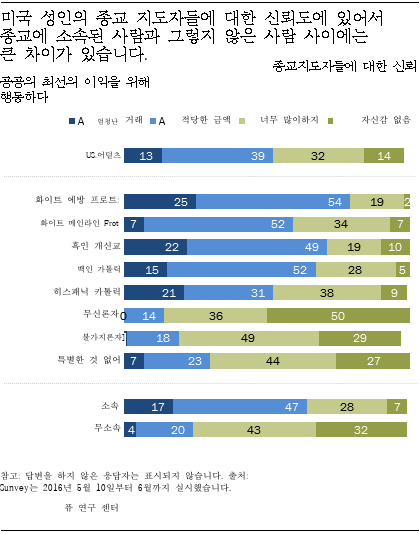 미국 성인의 종교 지도자들에 대한 신뢰도에 있어서
종교에 소속된 사람과 그렇지 않은 사람 사이에는
큰 차이가 있습니다.
종교지도자들에 대한 신뢰
공공의 최선의 이익을 위해
행동하다
A 엄청난 거래 A 적당한 금액 너무 많이하지 자신감 없음
US.어덜츠 13 39 32 14
화이트 에방 프로트: 25 54 19 2
화이트 메인라인 Prot 7 52 34 7
흑인 개신교 22 49 19 10
백인 가톨릭 15 52 28 5
히스패닉 카톨릭 21 31 38 9
무신론자 0 14 36 50
불가지론자 1 18 49 29
특별한 것 없어 7 23 44 27
소속 17 47 28 7
무소속 4 20 43 32
참고: 답변을 하지 않은 응답자는 표시되지 않습니다. 출처:
Survey는 2016년 5월 10일부터 6월까지 실시했습니다.
퓨 연구 센터